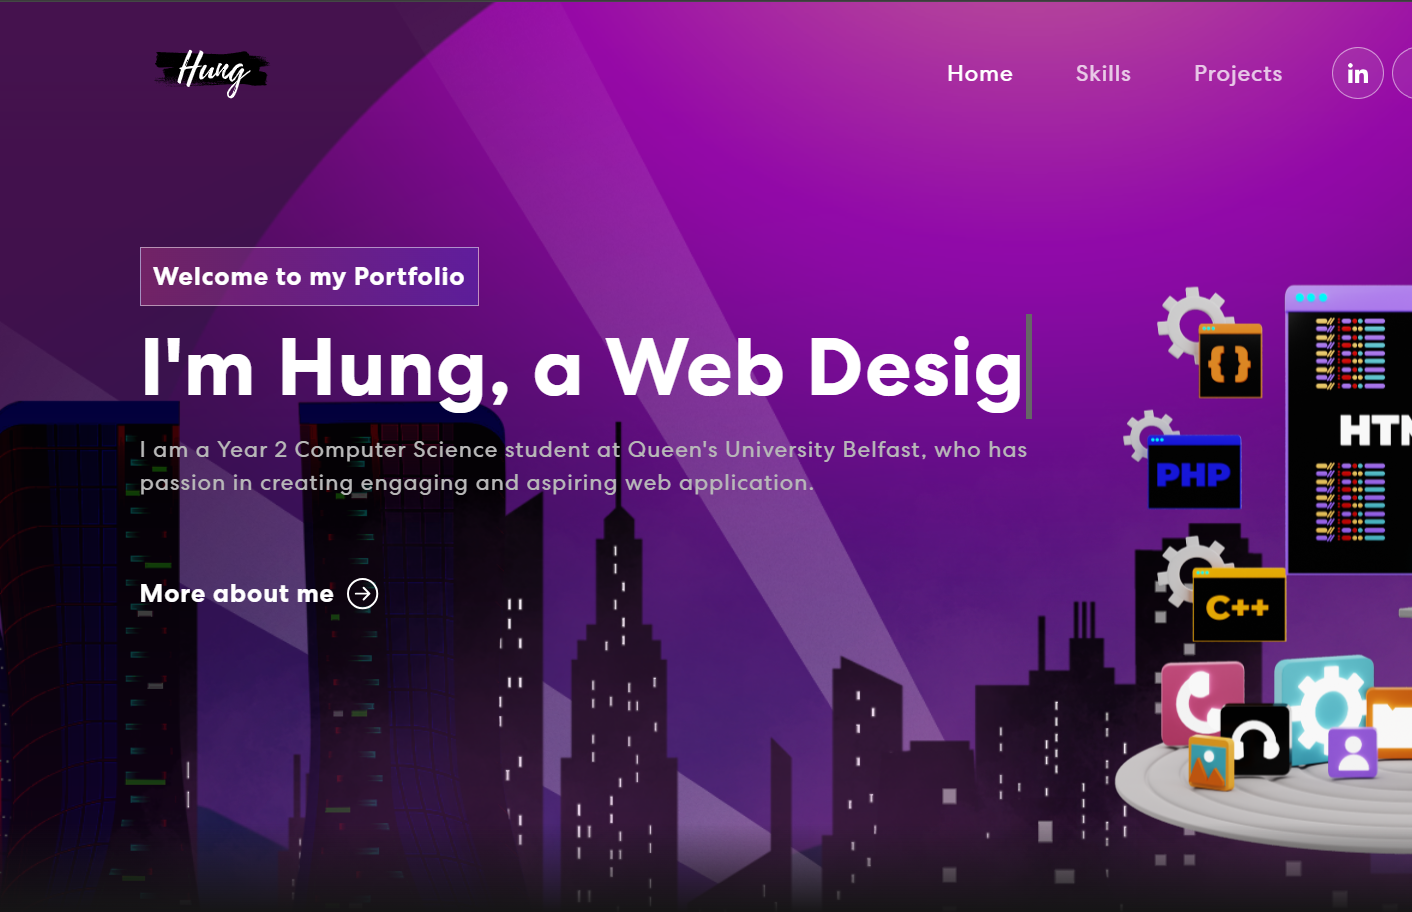 Hung
Home Skills Projects in
Welcome to my Portfolio
I'm Hung, a Web Desig
I am a Year 2 Computer Science student at Queen's University Belfast, who has
passion in creating engaging and aspiring web application.
More about me
{ }
HTM
PHP
C++